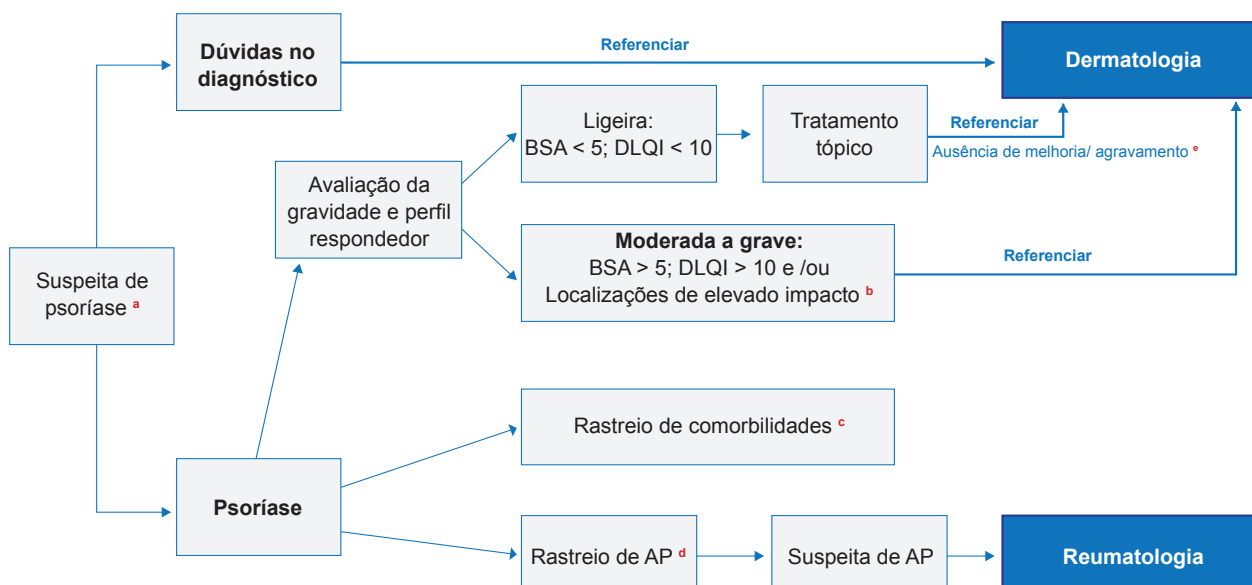 Dúvidas no
diagnóstico
Referenciar
Dermatologia
Ligeira:
BSA < 5; DLQI < 10
Tratamento
tópico
Referenciar
Ausência de melhoria/ agravamento e
Avaliação da
gravidade e perfil
respondedor
Moderada a grave:
BSA > 5; DLQI > 10 e /ou
Localizações de elevado impacto b
Referenciar
Suspeita de
psoríase a
Rastreio de comorbilidades c
Psoríase
Rastreio de AP d
Suspeita de AP
Reumatologia